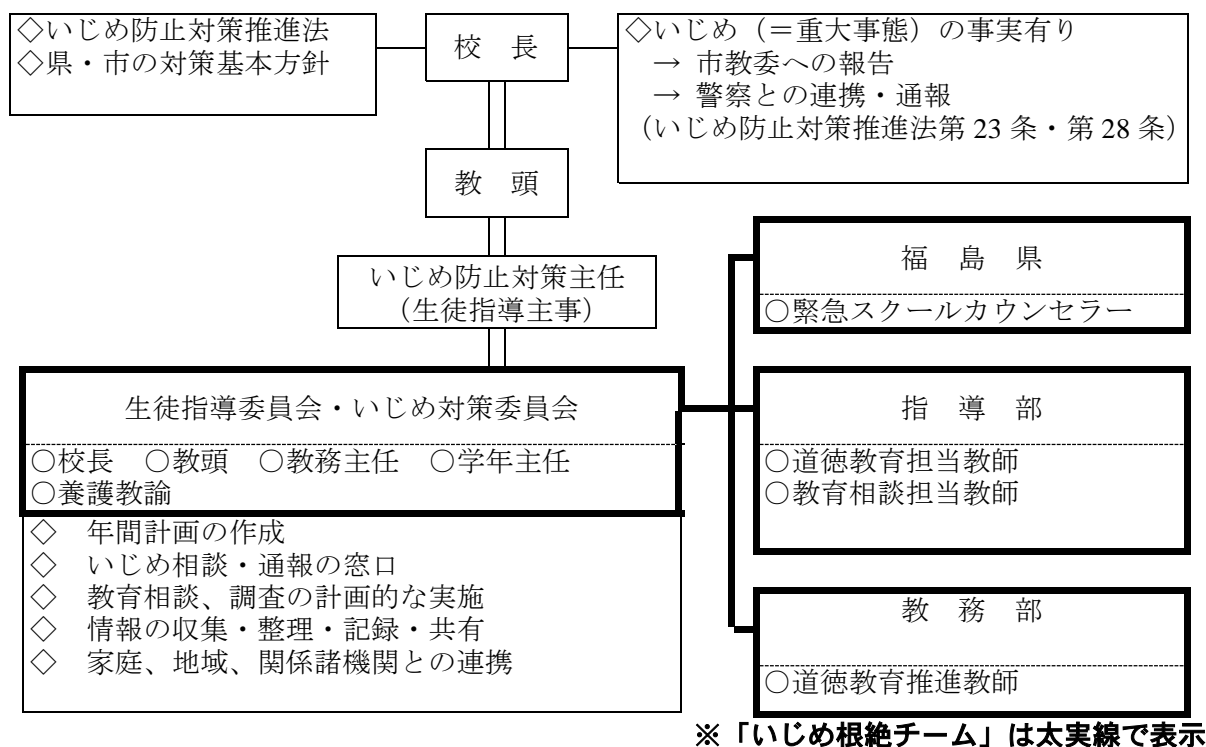 ◇いじめ防止対策推進法
◇県・市の対策基本方針
校　長
◇いじめ（＝重大事態）の事実有り
→ 市教委への報告
→ 警察との連携・通報
（いじめ防止対策推進法第 23 条・第 28 条）
教　頭
いじめ防止対策主任
（生徒指導主事）
福　島　県
○緊急スクールカウンセラー
生徒指導委員会・いじめ対策委員会
○校長　○教頭　○教務主任　○学年主任
○養護教諭
◇　年間計画の作成
◇　いじめ相談・通報の窓口
◇　教育相談、調査の計画的な実施
◇　情報の収集・整理・記録・共有
◇　家庭、地域、関係諸機関との連携
指　導　部
○道徳教育担当教師
○教育相談担当教師
教　務　部
○道徳教育推進教師
※「いじめ根絶チーム」は太実線で表示